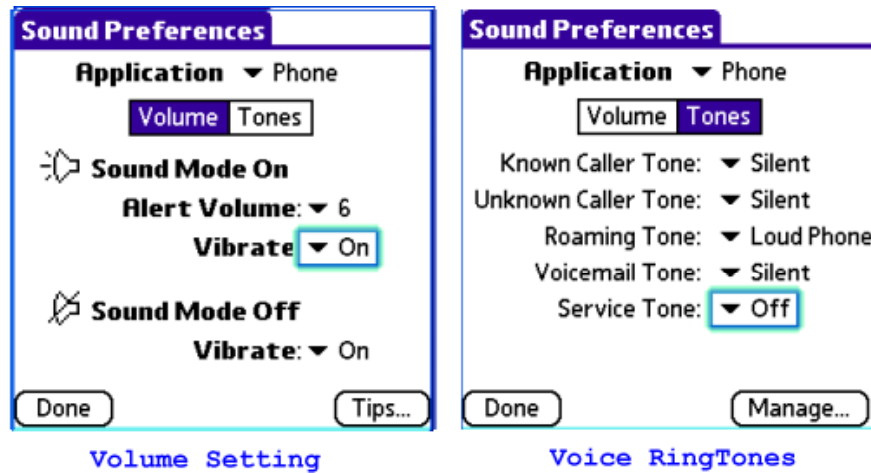 Sound Preferences
Application Phone
Volume Tones
Sound Mode On
Alert Volume: 6
Vibrate On
Sound Mode Off
Vibrate: On
Done Tips...
Volume Setting
Sound Preferences
Application Phone
Volume Tones
Known Caller Tone: Silent
Unknown Caller Tone: Silent
Roaming Tone: Loud Phone
Voicemail Tone: Silent
Service Tone: Off
Done Manage...
Voice RingTones